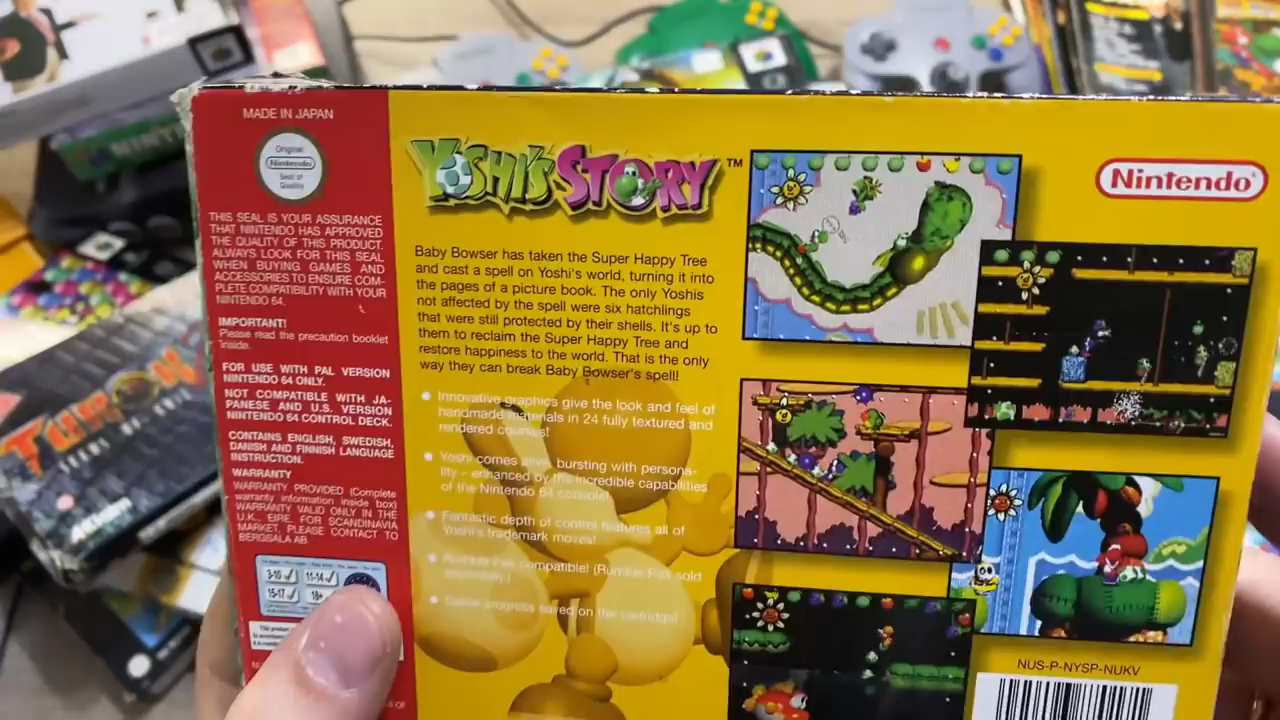 MADE IN JAPAN
Original
Nintendo
Seal of
Quality
THIS SEAL IS YOUR ASSURANCE
THAT NINTENDO HAS APPROVED
THE QUALITY OF THIS PRODUCT.
ALWAYS LOOK FOR THIS SEAL
WHEN BUYING GAMES AND
ACCESSORIES TO ENSURE COM-
PLETE COMPATIBILITY WITH YOUR
NINTENDO 64.
IMPORTANT!
Please read the precaution booklet
inside.
FOR USE WITH PAL VERSION
NINTENDO 64 ONLY.
NOT COMPATIBLE WITH JA-
PANESE AND U.S. VERSION
NINTENDO 64 CONTROL DECK.
CONTAINS ENGLISH, SWEDISH,
DANISH AND FINNISH LANGUAGE
INSTRUCTION.
WARRANTY
WARRANTY PROVIDED (Complete
warranty information inside box)
WARRANTY VALID ONLY IN THE
U.K., EIRE. FOR SCANDINAVIA
MARKET, PLEASE CONTACT TO
BERGSALA AB.
3-10 11-14
15-17 18+
YOSHI'S STORY ™
Baby Bowser has taken the Super Happy Tree
and cast a spell on Yoshi's world, turning it into
the pages of a picture book. The only Yoshis
not affected by the spell were six hatchlings
that were still protected by their shells. It's up to
them to reclaim the Super Happy Tree and
restore happiness to the world. That is the only
way they can break Baby Bowser's spell!
Innovative graphics give the look and feel of
handmade materials in 24 fully textured and
rendered courses!
Yoshi comes alive, bursting with persona-
lity – enhanced by the incredible capabilities
of the Nintendo 64 console!
Fantastic depth of control features all of
Yoshi's trademark moves!
Rumble Pak compatible! (Rumble Pak sold
separately.)
Game progress saved on the cartridge!
Nintendo®
NUS-P-NYSP-NUKV
TUROK